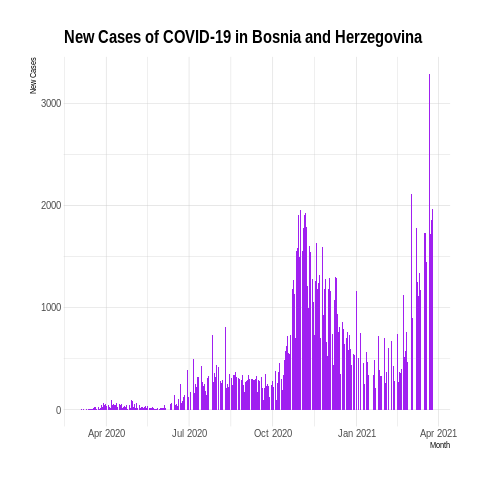 New Cases of COVID-19 in Bosnia and Herzegovina
New Cases
3000
2000
1000
0
Apr 2020 Jul 2020 Oct 2020 Jan 2021 Apr 2021
Month